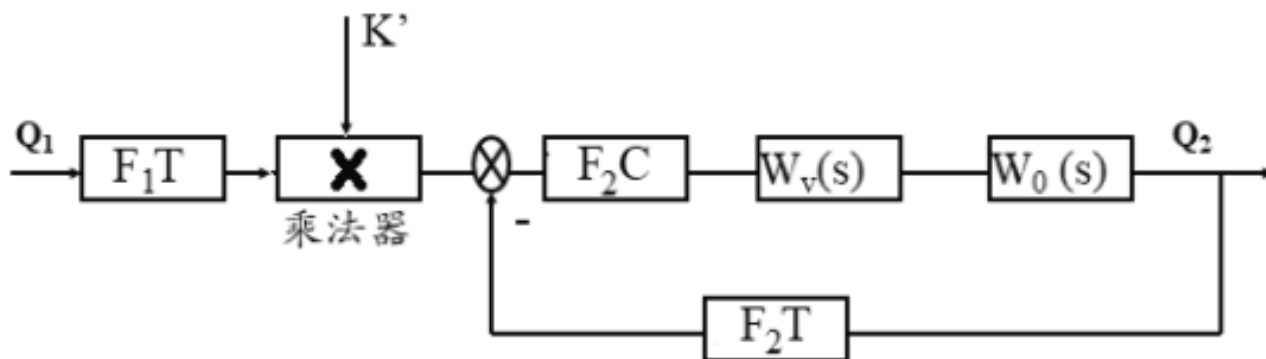 K’
Q₁
F₁T
×
F₂C
Wᵥ(s)
W₀ (s)
Q₂
乘法器
-
F₂T